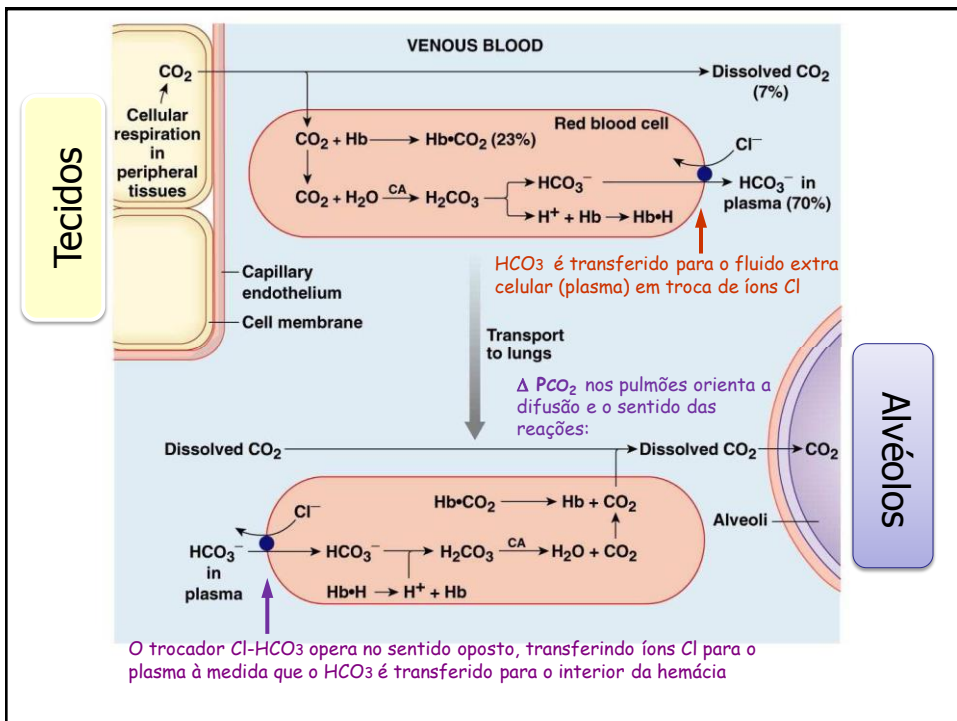 VENOUS BLOOD
Tecidos
CO₂
Cellular
respiration
in
peripheral
tissues
Dissolved CO₂
(7%)
Red blood cell
CO₂ + Hb → Hb•CO₂ (23%)
Cl⁻
CO₂ + H₂O CA → H₂CO₃
HCO₃⁻
H⁺ + Hb → Hb•H
HCO₃⁻ in
plasma (70%)
HCO3 é transferido para o fluido extra
celular (plasma) em troca de íons Cl
Capillary
endothelium
Cell membrane
Transport
to lungs
Δ PCO₂ nos pulmões orienta a
difusão e o sentido das
reações:
Alvéolos
Dissolved CO₂ → Dissolved CO₂ → CO₂
Hb•CO₂ → Hb + CO₂
Cl⁻
Alveoli
HCO₃⁻
in
plasma
HCO₃⁻ → H₂CO₃ CA → H₂O + CO₂
Hb•H → H⁺ + Hb
O trocador Cl-HCO3 opera no sentido oposto, transferindo íons Cl para o
plasma à medida que o HCO3 é transferido para o interior da hemácia